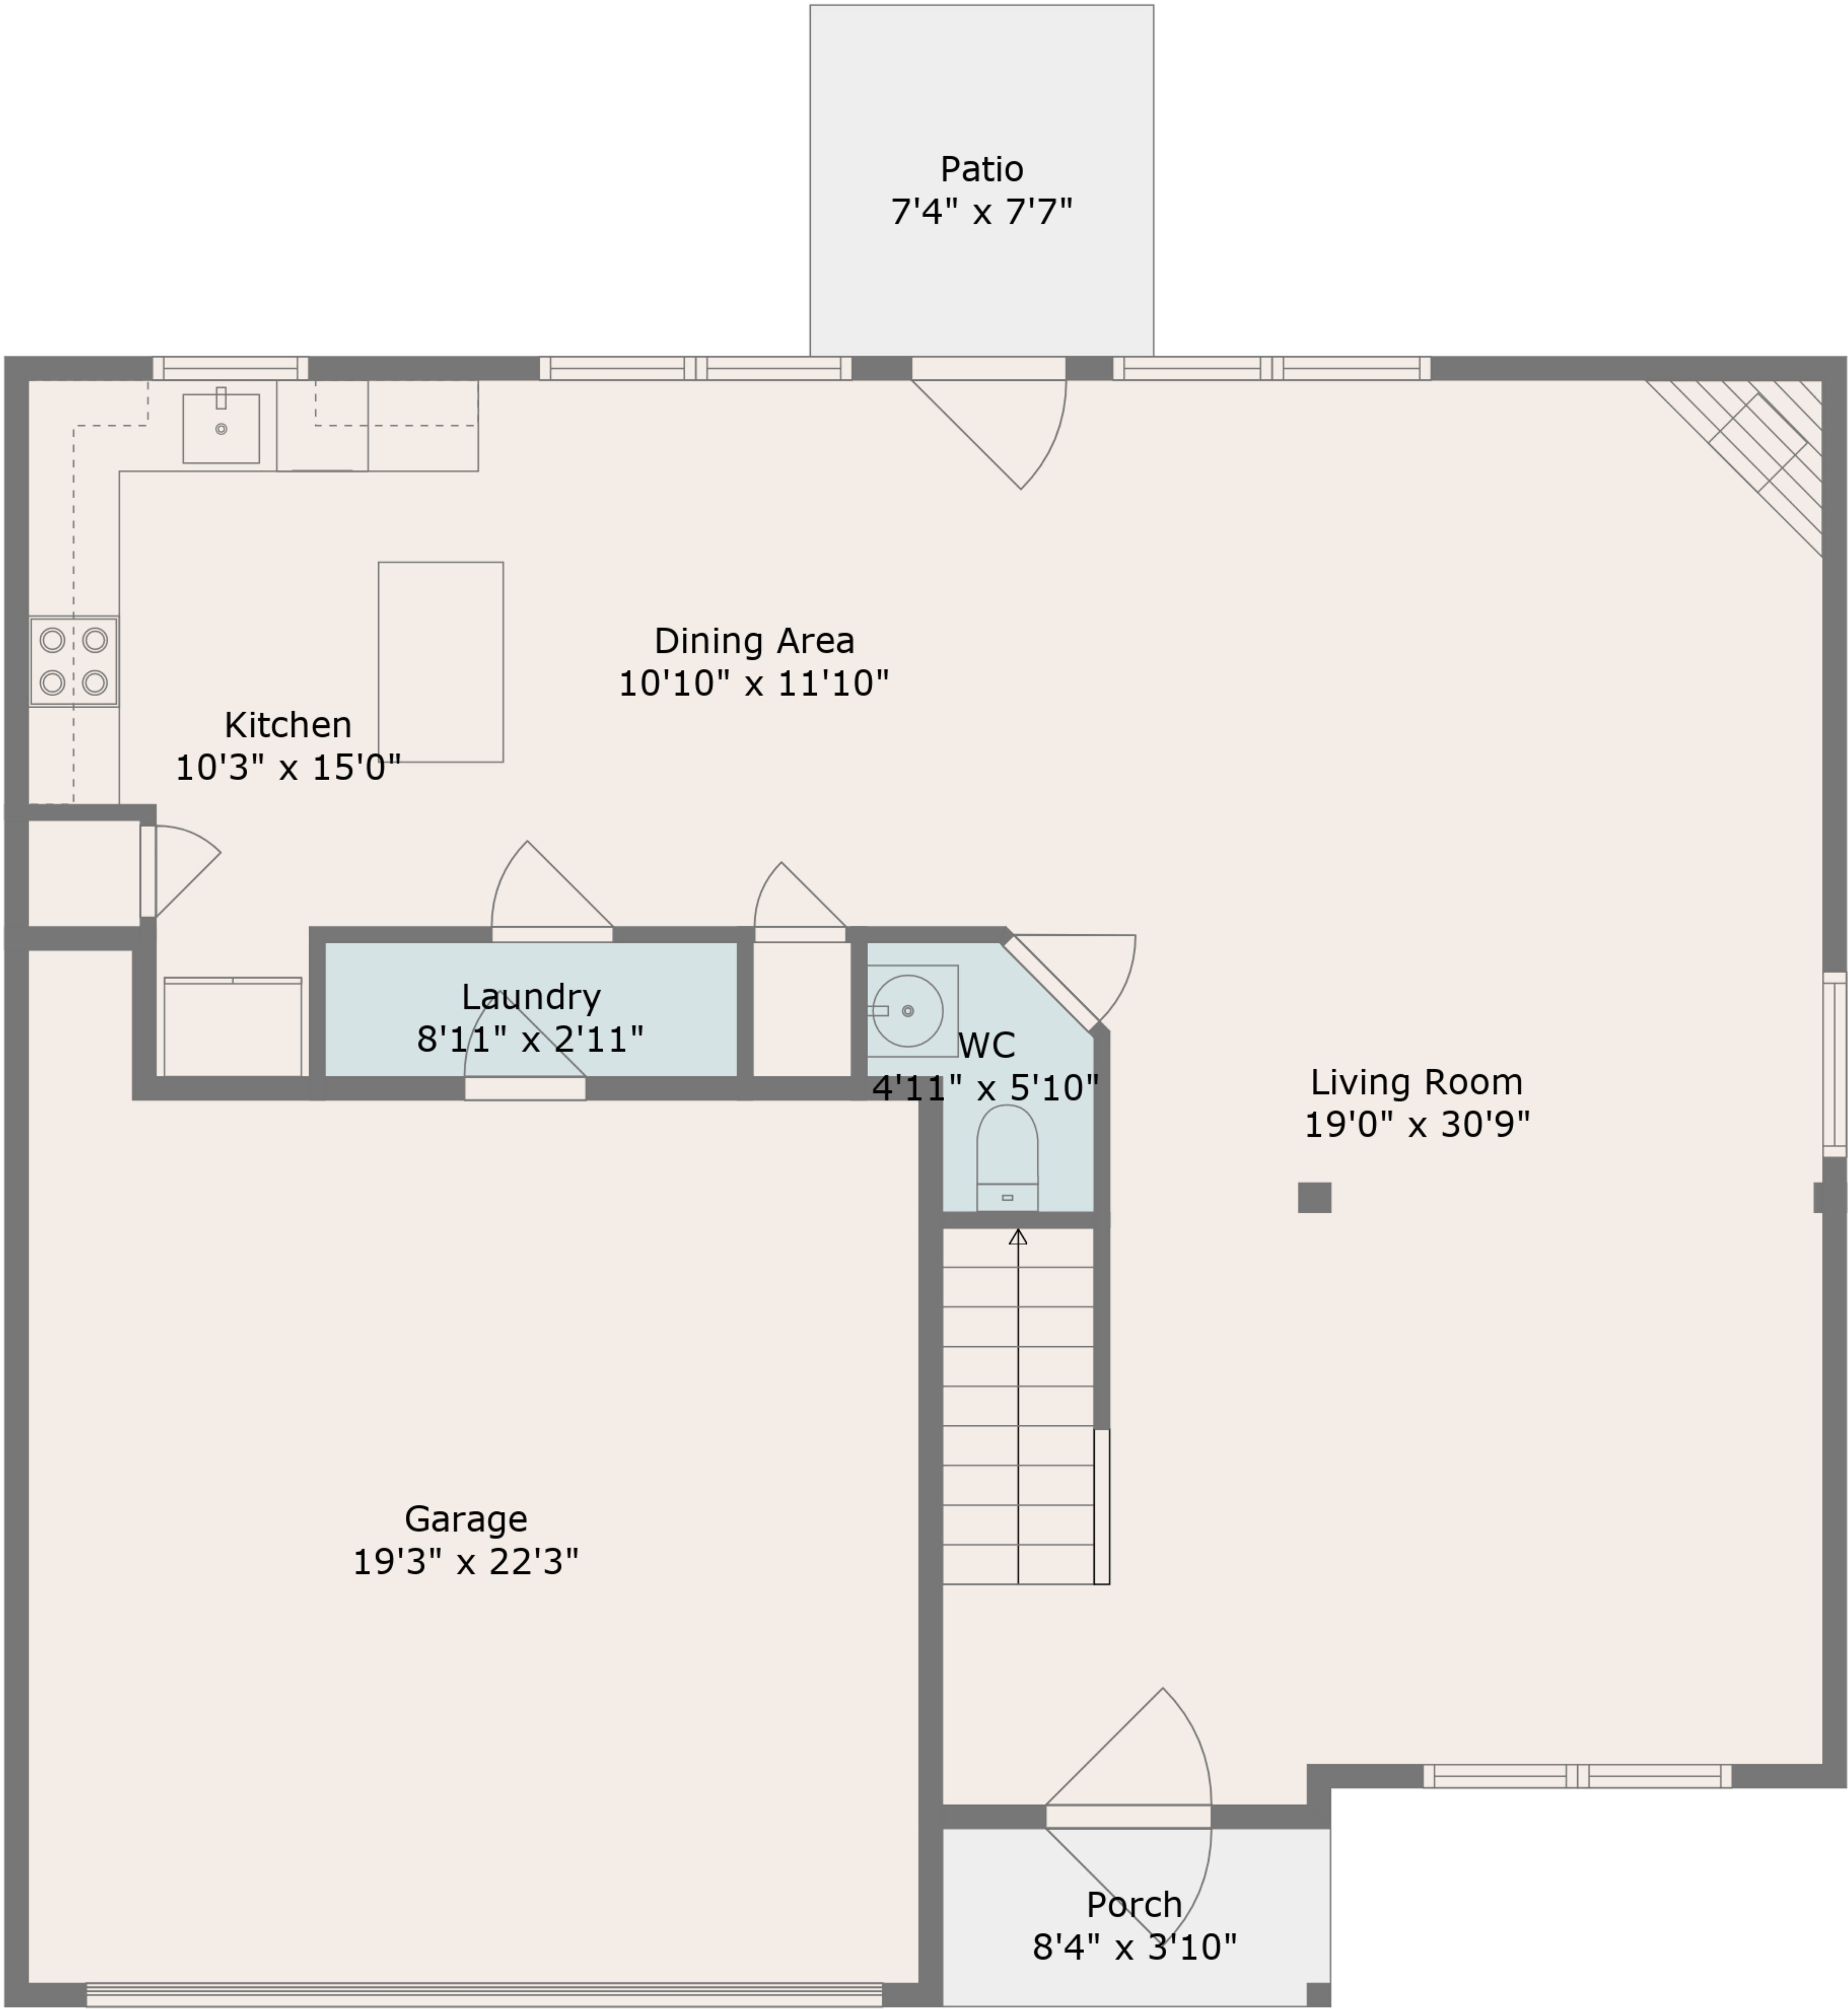 Patio
7'4" x 7'7"
Dining Area
10'10" x 11'10"
Kitchen
10'3" x 15'0"
Laundry
8'11" x 2'11"
WC
4'11" x 5'10"
Living Room
19'0" x 30'9"
Garage
19'3" x 22'3"
Porch
8'4" x 3'10"